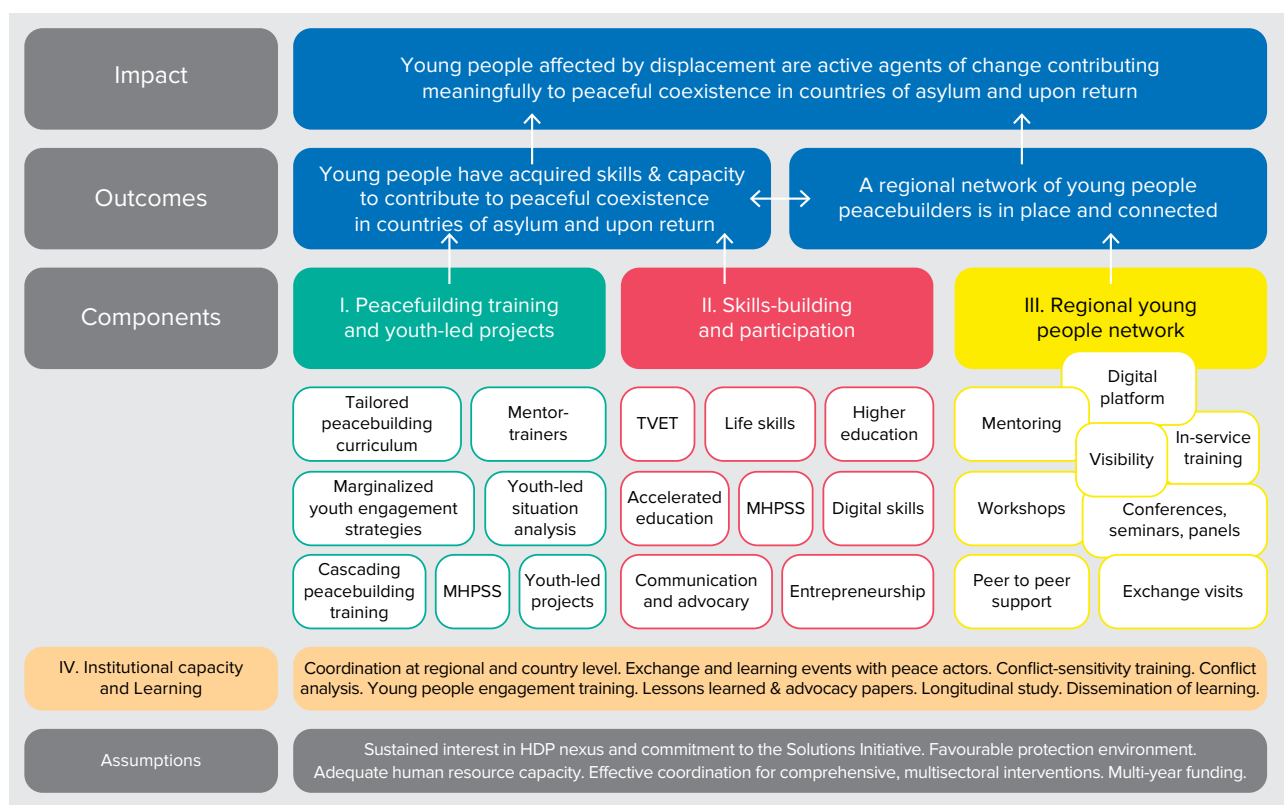 Impact
Young people affected by displacement are active agents of change contributing
meaningfully to peaceful coexistence in countries of asylum and upon return
Outcomes
Young people have acquired skills & capacity
to contribute to peaceful coexistence
in countries of asylum and upon return
A regional network of young people
peacebuilders is in place and connected
Components
I. Peacefuilding training
and youth-led projects
II. Skills-building
and participation
III. Regional young
people network
Tailored
peacebuilding
curriculum
Mentor-
trainers
Marginalized
youth engagement
strategies
Youth-led
situation
analysis
Cascading
peacebuilding
training
MHPSS
Youth-led
projects
TVET
Life skills
Higher
education
Accelerated
education
MHPSS
Digital skills
Communication
and advocary
Entrepreneurship
Digital
platform
Mentoring
Visibility
In-service
training
Workshops
Conferences,
seminars, panels
Peer to peer
support
Exchange visits
IV. Institutional capacity
and Learning
Coordination at regional and country level. Exchange and learning events with peace actors. Conflict-sensitivity training. Conflict
analysis. Young people engagement training. Lessons learned & advocacy papers. Longitudinal study. Dissemination of learning.
Assumptions
Sustained interest in HDP nexus and commitment to the Solutions Initiative. Favourable protection environment.
Adequate human resource capacity. Effective coordination for comprehensive, multisectoral interventions. Multi-year funding.